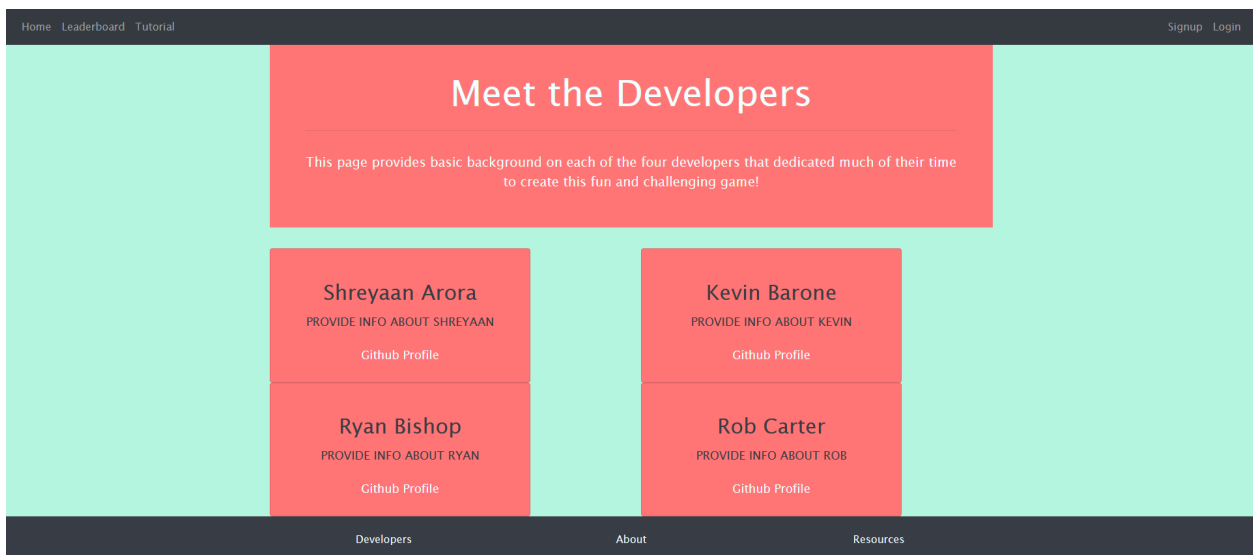 Home Leaderboard Tutorial Signup Login
Meet the Developers
This page provides basic background on each of the four developers that dedicated much of their time
to create this fun and challenging game!
Shreyaan Arora
PROVIDE INFO ABOUT SHREYAAN
Github Profile
Kevin Barone
PROVIDE INFO ABOUT KEVIN
Github Profile
Ryan Bishop
PROVIDE INFO ABOUT RYAN
Github Profile
Rob Carter
PROVIDE INFO ABOUT ROB
Github Profile
Developers About Resources